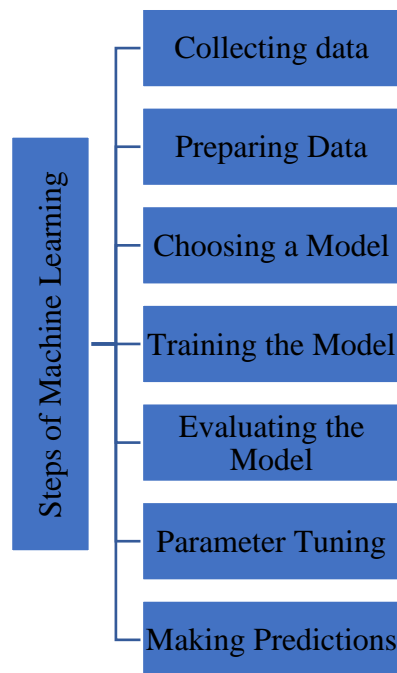 Steps of Machine Learning
Collecting data
Preparing Data
Choosing a Model
Training the Model
Evaluating the
Model
Parameter Tuning
Making Predictions